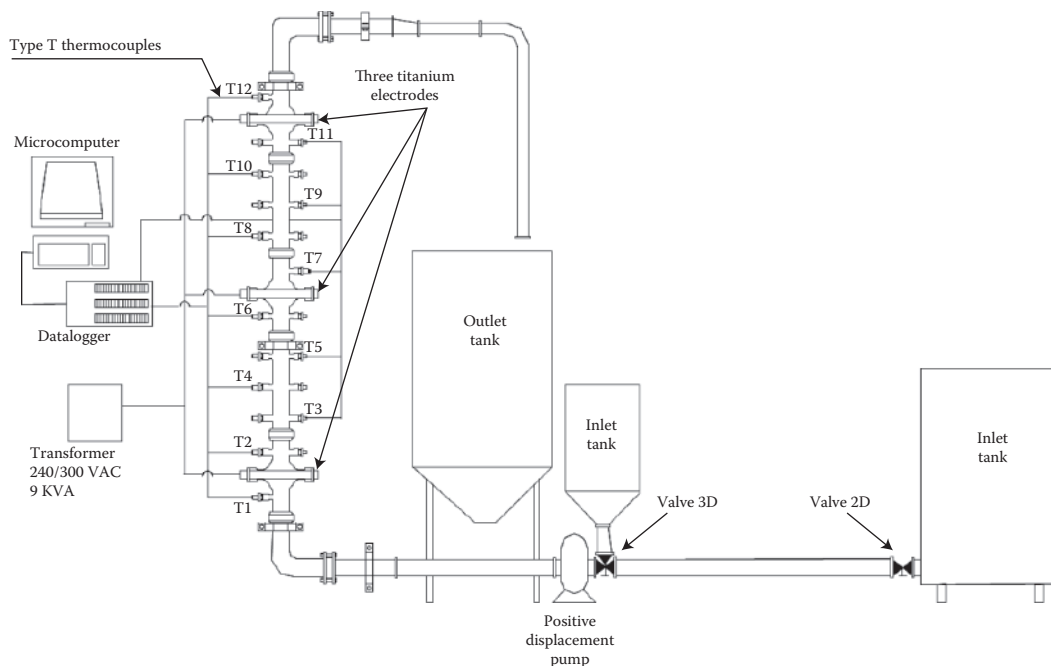 Type T thermocouples
T12
Three titanium
electrodes
Microcomputer
T11
T10
T9
T8
T7
Datalogger
T6
T5
T4
T3
Transformer
240/300 VAC
9 KVA
T2
T1
Outlet
tank
Inlet
tank
Inlet
tank
Valve 3D
Valve 2D
Positive
displacement
pump